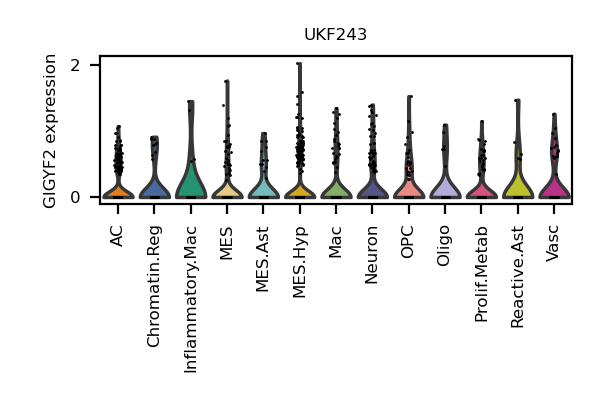 UKF243
GIGYF2 expression
2
0
AC
Chromatin.Reg
Inflammatory.Mac
MES
MES.Ast
MES.Hyp
Mac
Neuron
OPC
Oligo
Prolif.Metab
Reactive.Ast
Vasc